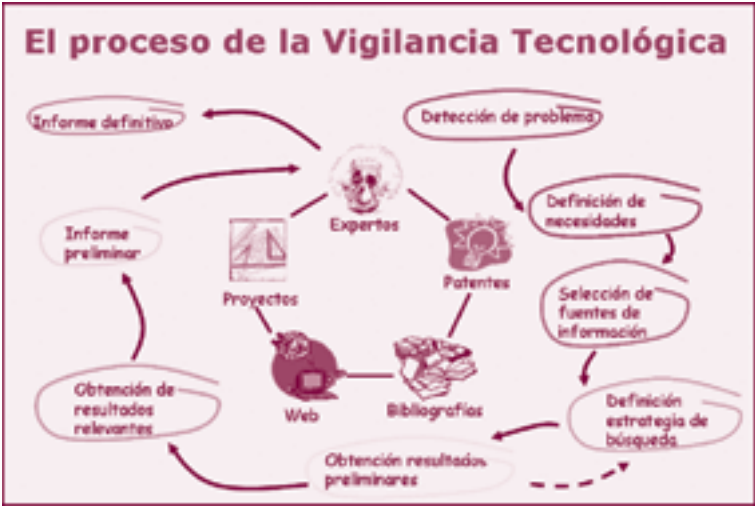 El proceso de la Vigilancia Tecnológica
Informe definitivo
Detección de problema
Definición de
necesidades
Informe
preliminar
Expertos
Proyectos
Patentes
Selección de
fuentes de
información
Obtención de
resultados
relevantes
Web
Bibliografías
Definición
estrategia de
búsqueda
Obtención resultados
preliminares